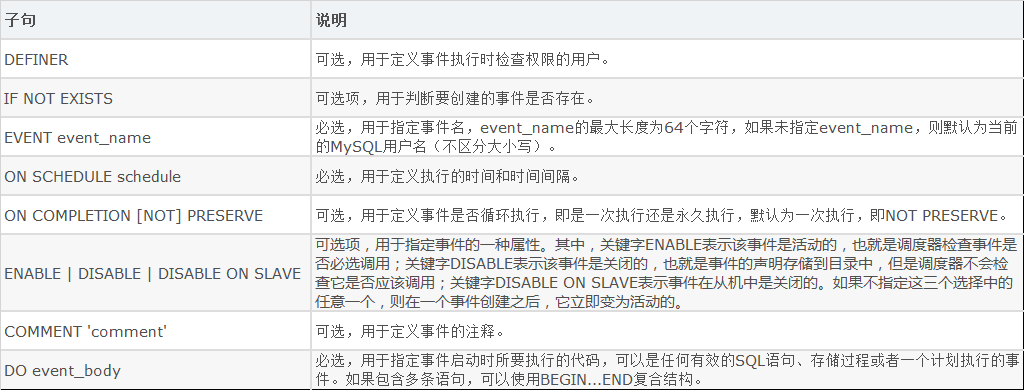 子句 说明
DEFINER 可选，用于定义事件执行时检查权限的用户。
IF NOT EXISTS 可选项，用于判断要创建的事件是否存在。
EVENT event_name 必选，用于指定事件名，event_name的最大长度为64个字符，如果未指定event_name，则默认为当前
的MySQL用户名（不区分大小写）。
ON SCHEDULE schedule 必选，用于定义执行的时间和时间间隔。
ON COMPLETION [NOT] PRESERVE 可选，用于定义事件是否循环执行，即是一次执行还是永久执行，默认为一次执行，即NOT PRESERVE。
ENABLE | DISABLE | DISABLE ON SLAVE 可选项，用于指定事件的一种属性。其中，关键字ENABLE表示该事件是活动的，也就是调度器检查事件是
否必选调用；关键字DISABLE表示该事件是关闭的，也就是事件的声明存储到目录中，但是调度器不会检
查它是否应该调用；关键字DISABLE ON SLAVE表示事件在从机中是关闭的。如果不指定这三个选择中的
任意一个，则在一个事件创建之后，它立即变为活动的。
COMMENT 'comment' 可选，用于定义事件的注释。
DO event_body 必选，用于指定事件启动时所要执行的代码，可以是任何有效的SQL语句、存储过程或者一个计划执行的事
件。如果包含多条语句，可以使用BEGIN...END复合结构。